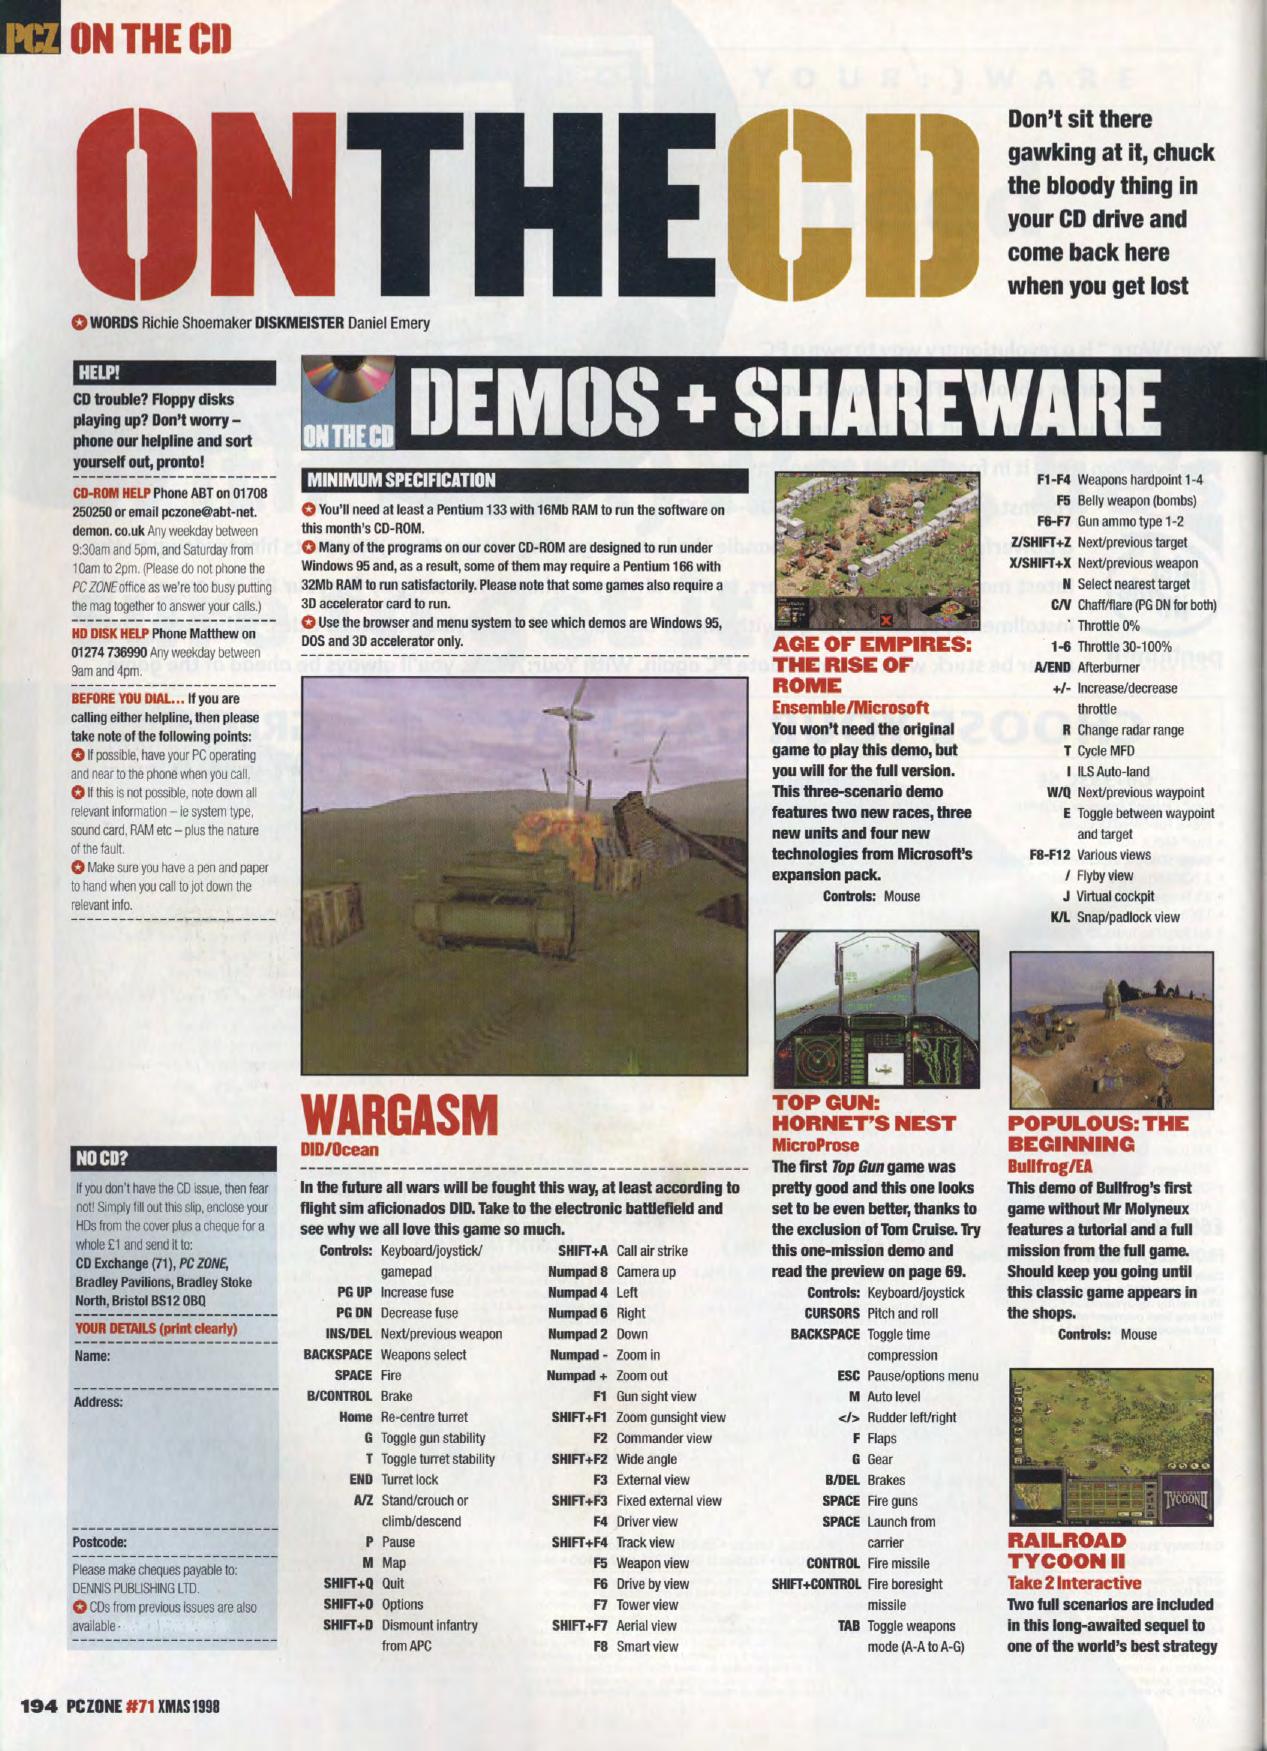 PCZ ON THE CD
ON THE CD
Don't sit there
gawking at it, chuck
the bloody thing in
your CD drive and
come back here
when you get lost
WORDS Richie Shoemaker DISKMEISTER Daniel Emery
HELP!
CD trouble? Floppy disks
playing up? Don't worry –
phone our helpline and sort
yourself out, pronto!
CD-ROM HELP Phone ABT on 01708
250250 or email pczone@abt-net.
demon.co.uk Any weekday between
9:30am and 5pm, and Saturday from
10am to 2pm. (Please do not phone the
PC ZONE office as we're too busy putting
the mag together to answer your calls.)
HD DISK HELP Phone Matthew on
01274 736990 Any weekday between
9am and 4pm.
BEFORE YOU DIAL... If you are
calling either helpline, then please
take note of the following points:
If possible, have your PC operating
and near to the phone when you call.
If this is not possible, note down all
relevant information – ie system type,
sound card, RAM etc – plus the nature
of the fault.
Make sure you have a pen and paper
to hand when you call to jot down the
relevant info.
NO CD?
If you don't have the CD issue, then fear
not! Simply fill out this slip, enclose your
HDs from the cover plus a cheque for a
whole £1 and send it to:
CD Exchange (71), PC ZONE,
Bradley Pavilions, Bradley Stoke
North, Bristol BS12 0BQ
YOUR DETAILS (print clearly)
Name:
Address:
Postcode:
Please make cheques payable to:
DENNIS PUBLISHING LTD.
CDs from previous issues are also
available
ON THE CD
DEMOS + SHAREWARE
MINIMUM SPECIFICATION
You'll need at least a Pentium 133 with 16Mb RAM to run the software on
this month's CD-ROM.
Many of the programs on our cover CD-ROM are designed to run under
Windows 95 and, as a result, some of them may require a Pentium 166 with
32Mb RAM to run satisfactorily. Please note that some games also require a
3D accelerator card to run.
Use the browser and menu system to see which demos are Windows 95,
DOS and 3D accelerator only.
WARGASM
DID/Ocean
In the future all wars will be fought this way, at least according to
flight sim aficionados DID. Take to the electronic battlefield and
see why we all love this game so much.
Controls: Keyboard/joystick/
gamepad
PG UP Increase fuse
PG DN Decrease fuse
INS/DEL Next/previous weapon
BACKSPACE Weapons select
SPACE Fire
B/CONTROL Brake
Home Re-centre turret
G Toggle gun stability
T Toggle turret stability
END Turret lock
A/Z Stand/crouch or
climb/descend
P Pause
M Map
SHIFT+Q Quit
SHIFT+O Options
SHIFT+D Dismount infantry
from APC
SHIFT+A Call air strike
Numpad 8 Camera up
Numpad 4 Left
Numpad 6 Right
Numpad 2 Down
Numpad - Zoom in
Numpad + Zoom out
F1 Gun sight view
SHIFT+F1 Zoom gunsight view
F2 Commander view
SHIFT+F2 Wide angle
F3 External view
SHIFT+F3 Fixed external view
F4 Driver view
SHIFT+F4 Track view
F5 Weapon view
F6 Drive by view
F7 Tower view
SHIFT+F7 Aerial view
F8 Smart view
AGE OF EMPIRES:
THE RISE OF
ROME
Ensemble/Microsoft
You won't need the original
game to play this demo, but
you will for the full version.
This three-scenario demo
features two new races, three
new units and four new
technologies from Microsoft's
expansion pack.
Controls: Mouse
TOP GUN:
HORNET'S NEST
MicroProse
The first Top Gun game was
pretty good and this one looks
set to be even better, thanks to
the exclusion of Tom Cruise. Try
this one-mission demo and
read the preview on page 69.
Controls: Keyboard/joystick
CURSORS Pitch and roll
BACKSPACE Toggle time
compression
ESC Pause/options menu
M Auto level
</> Rudder left/right
F Flaps
G Gear
B/DEL Brakes
SPACE Fire guns
SPACE Launch from
carrier
CONTROL Fire missile
SHIFT+CONTROL Fire boresight
missile
TAB Toggle weapons
mode (A-A to A-G)
F1-F4 Weapons hardpoint 1-4
F5 Belly weapon (bombs)
F6-F7 Gun ammo type 1-2
Z/SHIFT+Z Next/previous target
X/SHIFT+X Next/previous weapon
N Select nearest target
C/V Chaff/flare (PG DN for both)
` Throttle 0%
1-6 Throttle 30-100%
A/END Afterburner
+/- Increase/decrease
throttle
R Change radar range
T Cycle MFD
I ILS Auto-land
W/Q Next/previous waypoint
E Toggle between waypoint
and target
F8-F12 Various views
/ Flyby view
J Virtual cockpit
K/L Snap/padlock view
POPULOUS: THE
BEGINNING
Bullfrog/EA
This demo of Bullfrog's first
game without Mr Molyneux
features a tutorial and a full
mission from the full game.
Should keep you going until
this classic game appears in
the shops.
Controls: Mouse
TYCOON II
RAILROAD
TYCOON II
Take 2 Interactive
Two full scenarios are included
in this long-awaited sequel to
one of the world's best strategy
194 PC ZONE #71 XMAS 1998